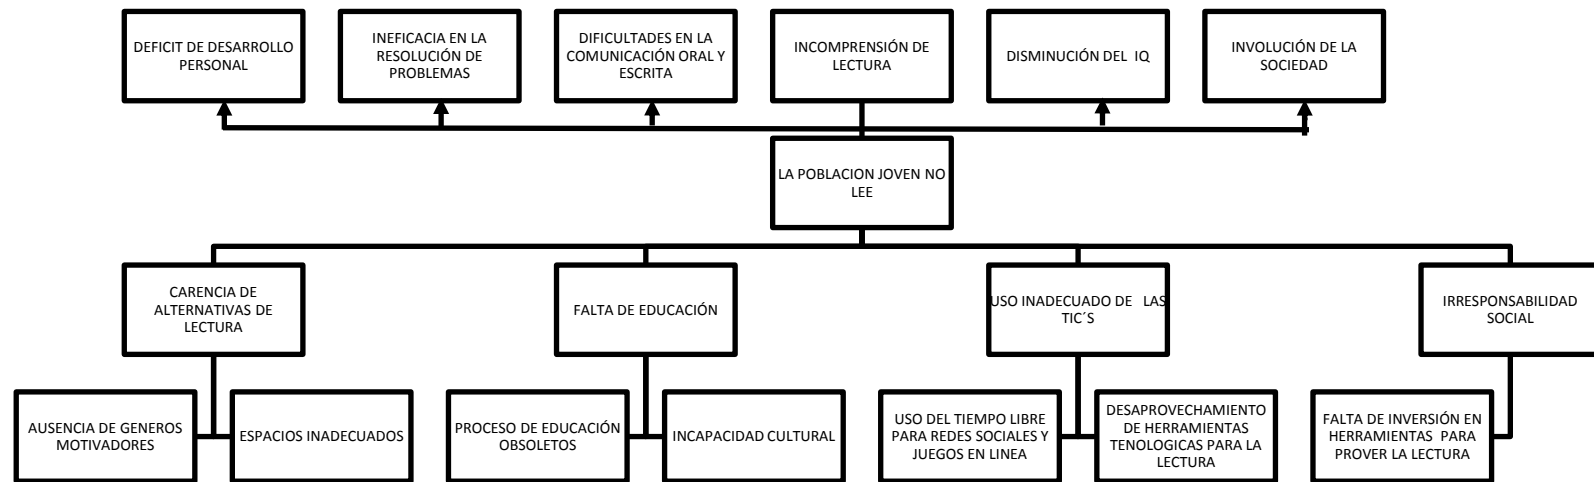 DEFICIT DE DESARROLLO
PERSONAL
INEFICACIA EN LA
RESOLUCIÓN DE
PROBLEMAS
DIFICULTADES EN LA
COMUNICACIÓN ORAL Y
ESCRITA
INCOMPRENSIÓN DE
LECTURA
DISMINUCIÓN DEL IQ
INVOLUCIÓN DE LA
SOCIEDAD
LA POBLACION JOVEN NO
LEE
CARENCIA DE
ALTERNATIVAS DE
LECTURA
FALTA DE EDUCACIÓN
USO INADECUADO DE LAS
TIC´S
IRRESPONSABILIDAD
SOCIAL
AUSENCIA DE GENEROS
MOTIVADORES
ESPACIOS INADECUADOS
PROCESO DE EDUCACIÓN
OBSOLETOS
INCAPACIDAD CULTURAL
USO DEL TIEMPO LIBRE
PARA REDES SOCIALES Y
JUEGOS EN LINEA
DESAPROVECHAMIENTO
DE HERRAMIENTAS
TENOLOGICAS PARA LA
LECTURA
FALTA DE INVERSIÓN EN
HERRAMIENTAS PARA
PROVER LA LECTURA